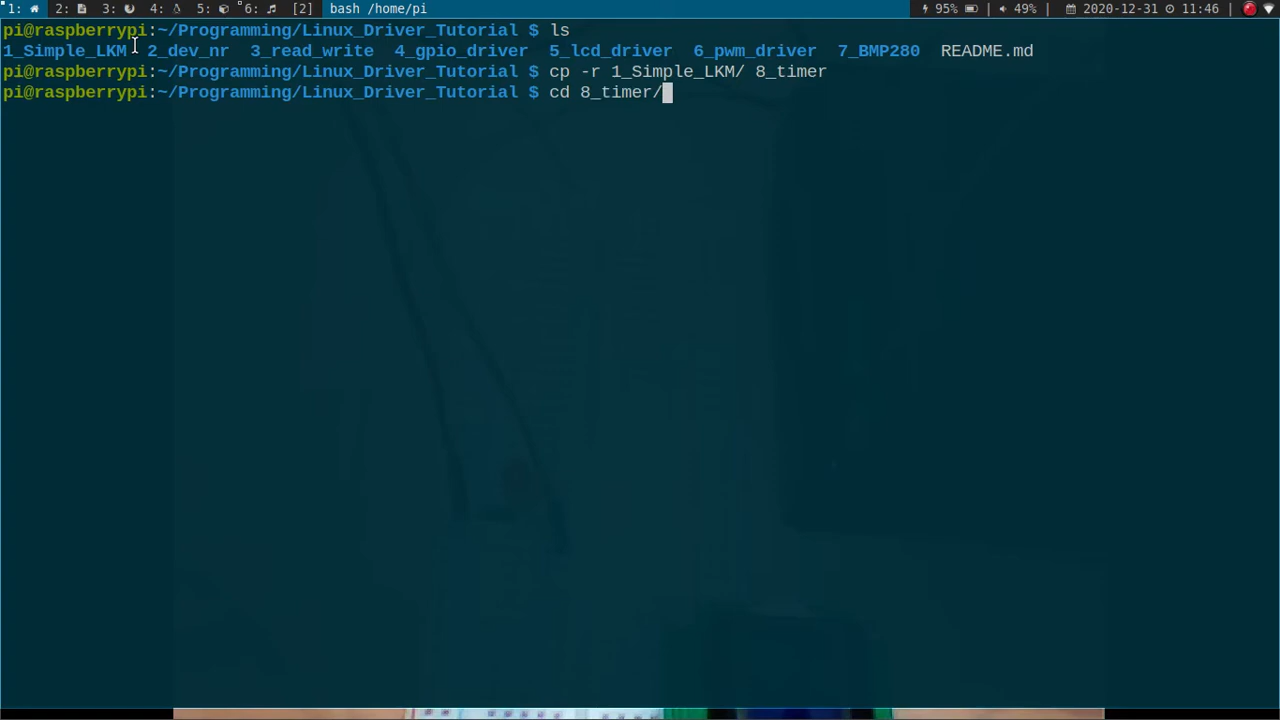 1: 2: 3: 4: 5: 6: [2] bash /home/pi 95% | 49% | 2020-12-31 11:46 |
pi@raspberrypi:~/Programming/Linux_Driver_Tutorial $ ls
1_Simple_LKM 2_dev_nr 3_read_write 4_gpio_driver 5_lcd_driver 6_pwm_driver 7_BMP280 README.md
pi@raspberrypi:~/Programming/Linux_Driver_Tutorial $ cp -r 1_Simple_LKM/ 8_timer
pi@raspberrypi:~/Programming/Linux_Driver_Tutorial $ cd 8_timer/